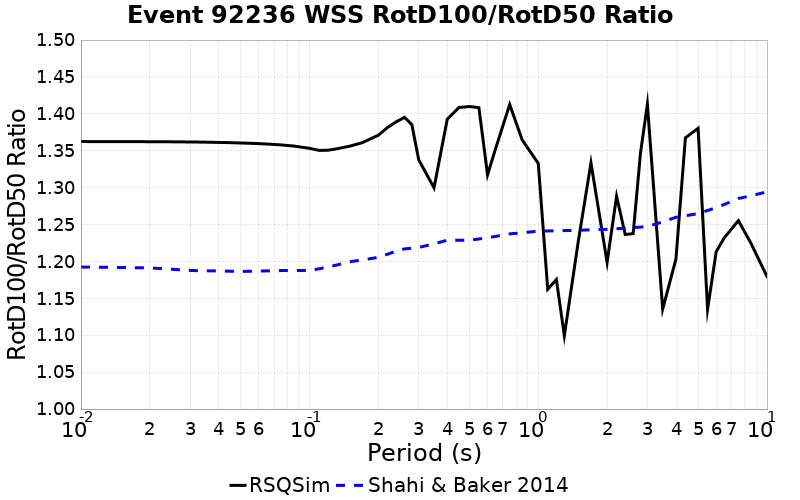 Event 92236 WSS RotD100/RotD50 Ratio
RotD100/RotD50 Ratio
1.50
1.45
1.40
1.35
1.30
1.25
1.20
1.15
1.10
1.05
1.00
10-2 2 3 4 5 6 10-1 2 3 4 5 6 7 100 2 3 4 5 6 7 101
Period (s)
RSQSim Shahi & Baker 2014